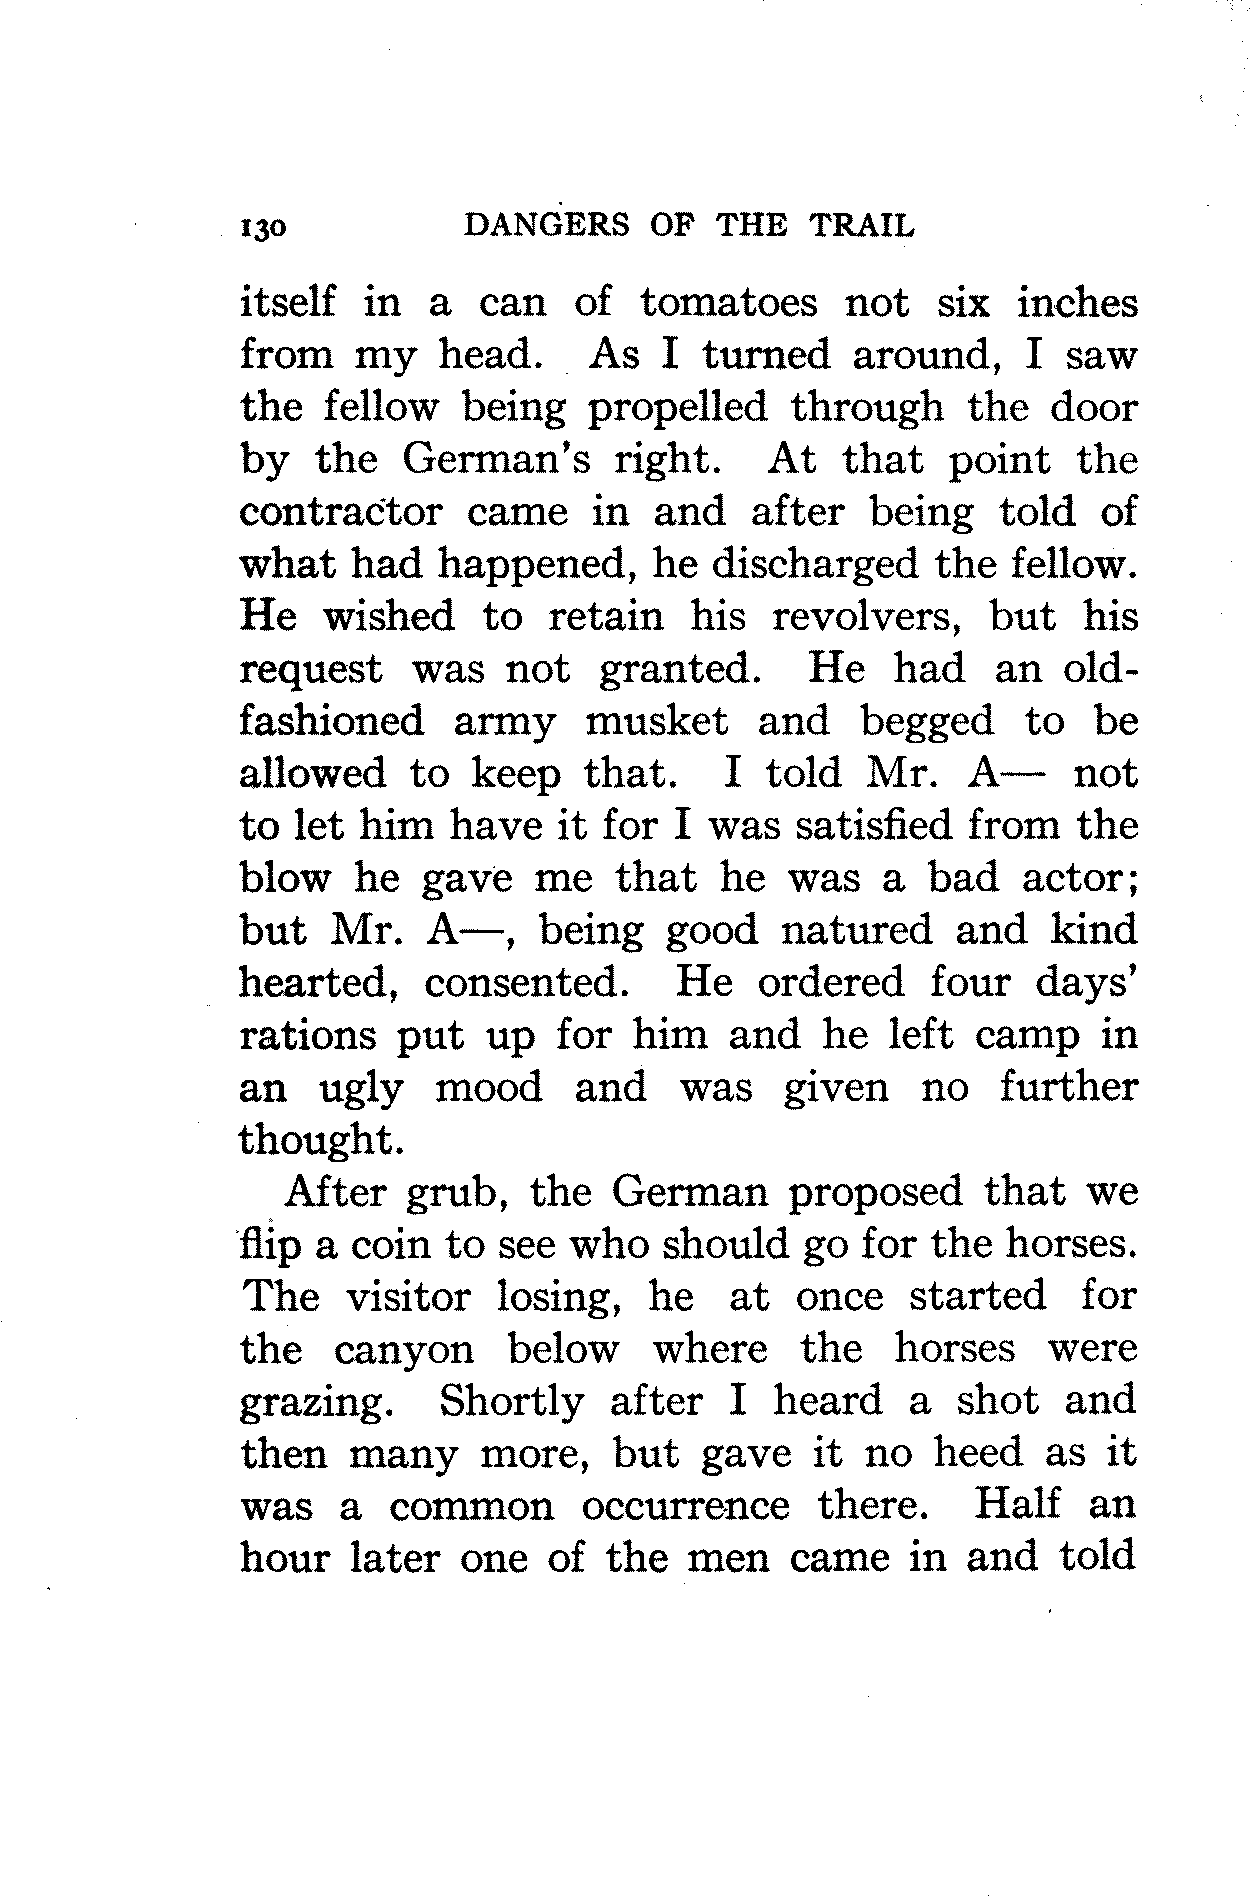 130 DANGERS OF THE TRAIL
itself in a can of tomatoes not six inches
from my head. As I turned around, I saw
the fellow being propelled through the door
by the German's right. At that point the
contractor came in and after being told of
what had happened, he discharged the fellow.
He wished to retain his revolvers, but his
request was not granted. He had an old-
fashioned army musket and begged to be
allowed to keep that. I told Mr. A— not
to let him have it for I was satisfied from the
blow he gave me that he was a bad actor;
but Mr. A—, being good natured and kind
hearted, consented. He ordered four days'
rations put up for him and he left camp in
an ugly mood and was given no further
thought.
After grub, the German proposed that we
flip a coin to see who should go for the horses.
The visitor losing, he at once started for
the canyon below where the horses were
grazing. Shortly after I heard a shot and
then many more, but gave it no heed as it
was a common occurrence there. Half an
hour later one of the men came in and told